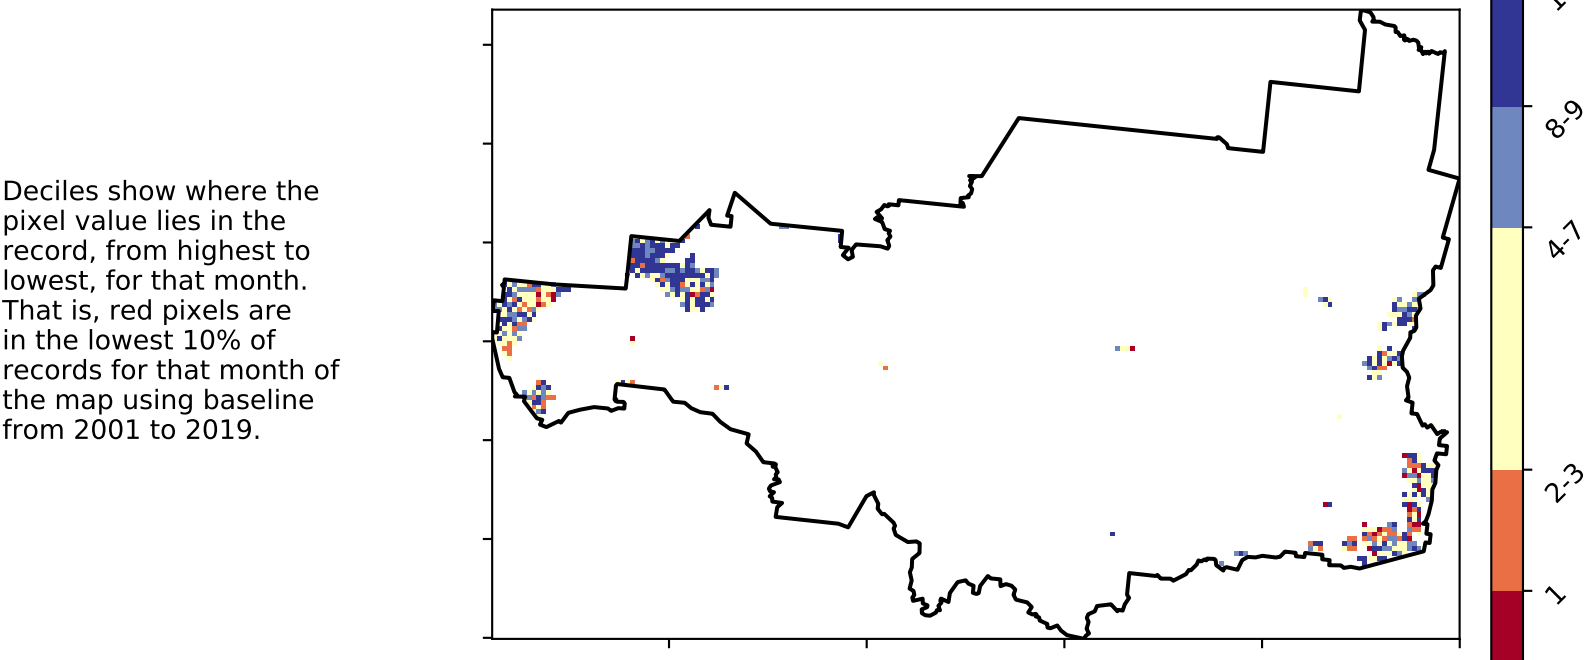 Deciles show where the
pixel value lies in the
record, from highest to
lowest, for that month.
That is, red pixels are
in the lowest 10% of
records for that month of
the map using baseline
from 2001 to 2019.
8-9
4-7
2-3
1